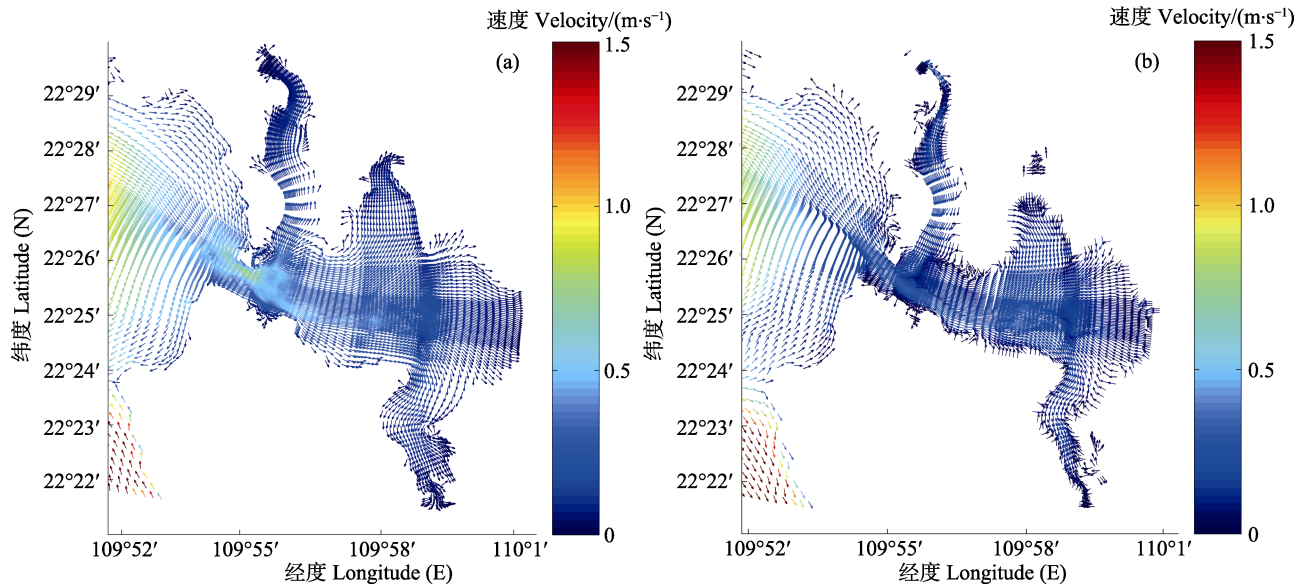 速度 Velocity/(m·s⁻¹)
1.5
(a)
22°29′
22°28′
22°27′
22°26′
22°25′
22°24′
22°23′
22°22′
1.0
0.5
0
纬度 Latitude (N)
109°52′ 109°55′ 109°58′ 110°1′
经度 Longitude (E)
速度 Velocity/(m·s⁻¹)
1.5
(b)
22°29′
22°28′
22°27′
22°26′
22°25′
22°24′
22°23′
22°22′
1.0
0.5
0
纬度 Latitude (N)
109°52′ 109°55′ 109°58′ 110°1′
经度 Longitude (E)